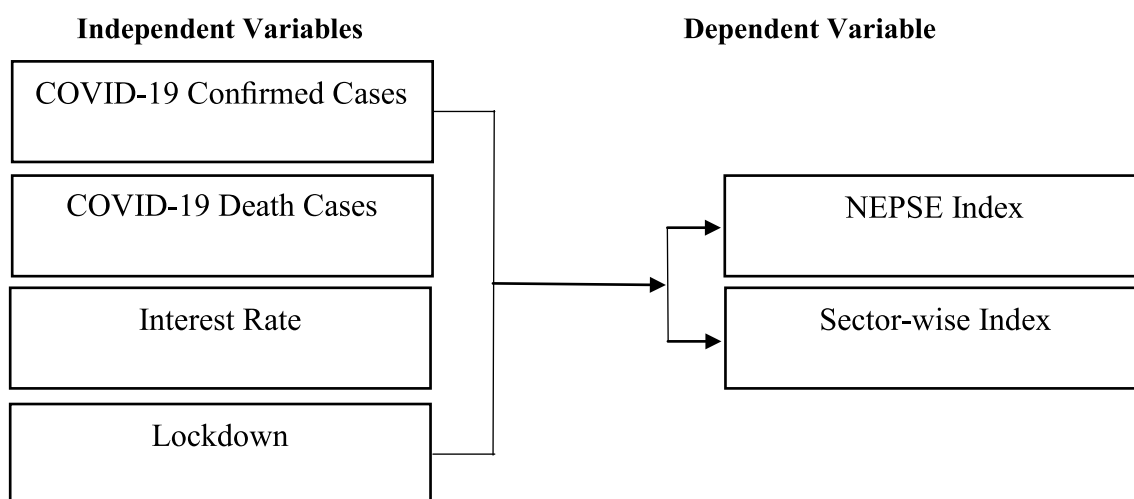 Independent Variables
COVID-19 Confirmed Cases
COVID-19 Death Cases
Interest Rate
Lockdown
Dependent Variable
NEPSE Index
Sector-wise Index